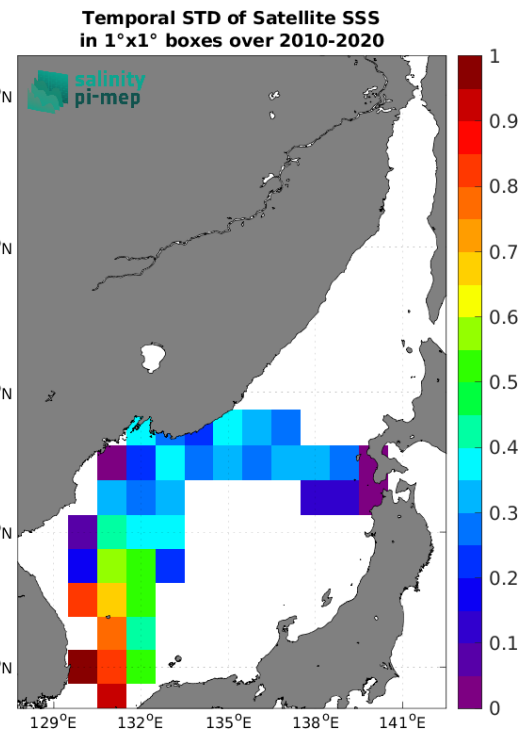 Temporal STD of Satellite SSS
in 1°x1° boxes over 2010-2020
salinity
pi-mep
1
0.9
0.8
0.7
0.6
0.5
0.4
0.3
0.2
0.1
0
°N
°N
°N
°N
°N
129°E 132°E 135°E 138°E 141°E